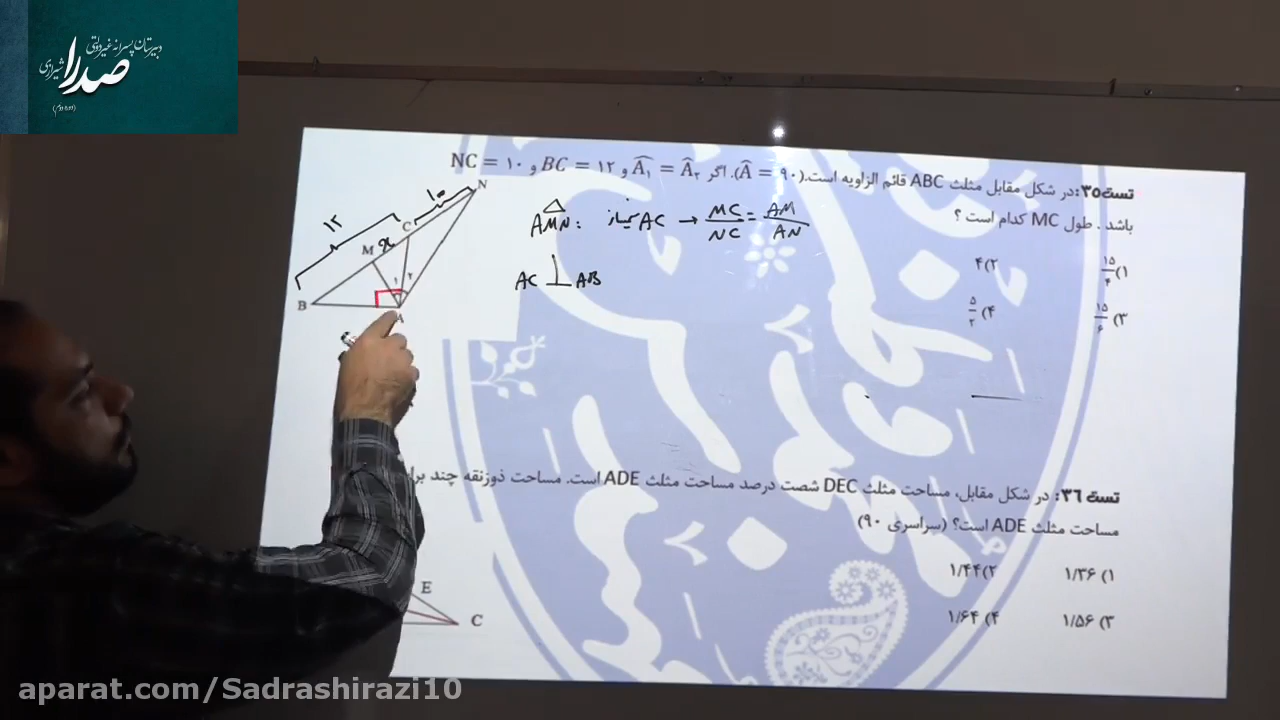 دبیرستان پسرانه غیردولتی
صدرا شیرازی
(دوره دوم)
تست۳۵: در شکل مقابل مثلث ABC قائم الزاویه است.(Â = ۹۰). اگر Â₁ = Â₂ و BC = ۱۲ و NC = ۱۰
باشد . طول MC کدام است ؟
۱) ۱۵/۴
۲) ۴
۳) ۱۵/۶
۴) ۵/۲
N
۱۰
۱۲
C
x
M
۱
۲
B
A
AMN: نیمساز AC → MC/NC = AM/AN
AC ⊥ AB
تست ۳۶: در شکل مقابل، مساحت مثلث DEC شصت درصد مساحت مثلث ADE است. مساحت ذوزنقه چند
مساحت مثلث ADE است؟ (سراسری ۹۰)
۱) ۱/۳۶
۲) ۱/۴۴
۳) ۱/۵۶
۴) ۱/۶۴
E
C
aparat.com/Sadrashirazi10